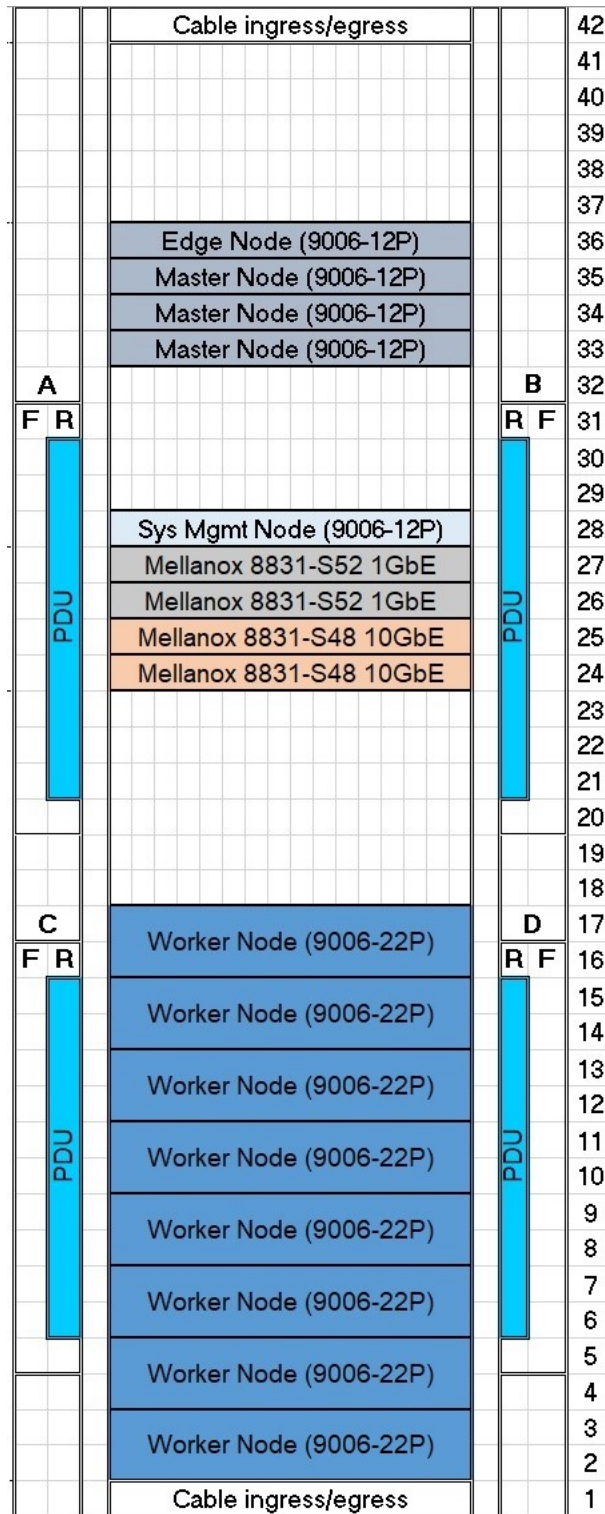 Cable ingress/egress 42
41
40
39
38
37
Edge Node (9006-12P) 36
Master Node (9006-12P) 35
Master Node (9006-12P) 34
Master Node (9006-12P) 33
A B 32
F R R F 31
30
29
Sys Mgmt Node (9006-12P) 28
Mellanox 8831-S52 1GbE 27
PDU Mellanox 8831-S52 1GbE PDU 26
Mellanox 8831-S48 10GbE 25
Mellanox 8831-S48 10GbE 24
23
22
21
20
19
18
C D 17
Worker Node (9006-22P)
F R R F 16
15
Worker Node (9006-22P)
14
13
Worker Node (9006-22P)
12
11
PDU Worker Node (9006-22P) PDU
10
9
Worker Node (9006-22P)
8
7
Worker Node (9006-22P)
6
5
Worker Node (9006-22P)
4
3
Worker Node (9006-22P)
2
Cable ingress/egress 1